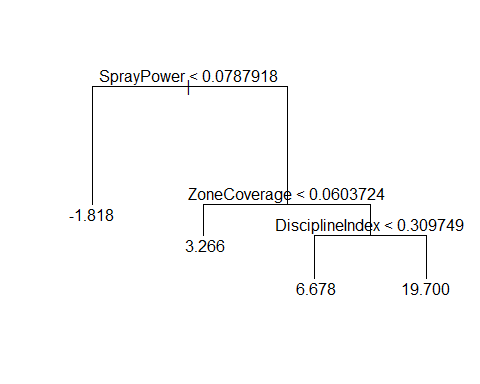 SprayPower < 0.0787918
ZoneCoverage < 0.0603724
-1.818
DisciplineIndex < 0.309749
3.266
6.678
19.700